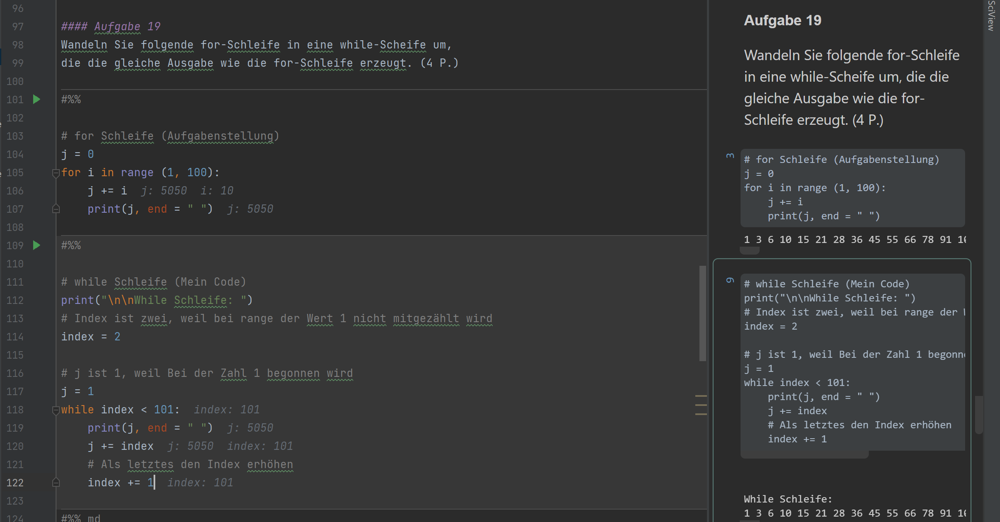 96
97 #### Aufgabe 19
98 Wandeln Sie folgende for-Schleife in eine while-Scheife um,
99 die die gleiche Ausgabe wie die for-Schleife erzeugt. (4 P.)
100
101 #%%
102
103 # for Schleife (Aufgabenstellung)
104 j = 0
105 for i in range (1, 100):
106     j += i  j: 5050  i: 10
107     print(j, end = " ")  j: 5050
108
109 #%%
110
111 # while Schleife (Mein Code)
112 print("\n\nWhile Schleife: ")
113 # Index ist zwei, weil bei range der Wert 1 nicht mitgezählt wird
114 index = 2
115
116 # j ist 1, weil Bei der Zahl 1 begonnen wird
117 j = 1
118 while index < 101:  index: 101
119     print(j, end = " ")  j: 5050
120     j += index  j: 5050  index: 101
121     # Als letztes den Index erhöhen
122     index += 1  index: 101
123
124 #%% md
Aufgabe 19
Wandeln Sie folgende for-Schleife
in eine while-Scheife um, die die
gleiche Ausgabe wie die for-
Schleife erzeugt. (4 P.)
3
# for Schleife (Aufgabenstellung)
j = 0
for i in range (1, 100):
    j += i
    print(j, end = " ")
1 3 6 10 15 21 28 36 45 55 66 78 91
9
# while Schleife (Mein Code)
print("\n\nWhile Schleife: ")
# Index ist zwei, weil bei range der
index = 2
# j ist 1, weil Bei der Zahl 1 begonn
j = 1
while index < 101:
    print(j, end = " ")
    j += index
    # Als letztes den Index erhöhen
    index += 1
While Schleife:
1 3 6 10 15 21 28 36 45 55 66 78 91
SciView